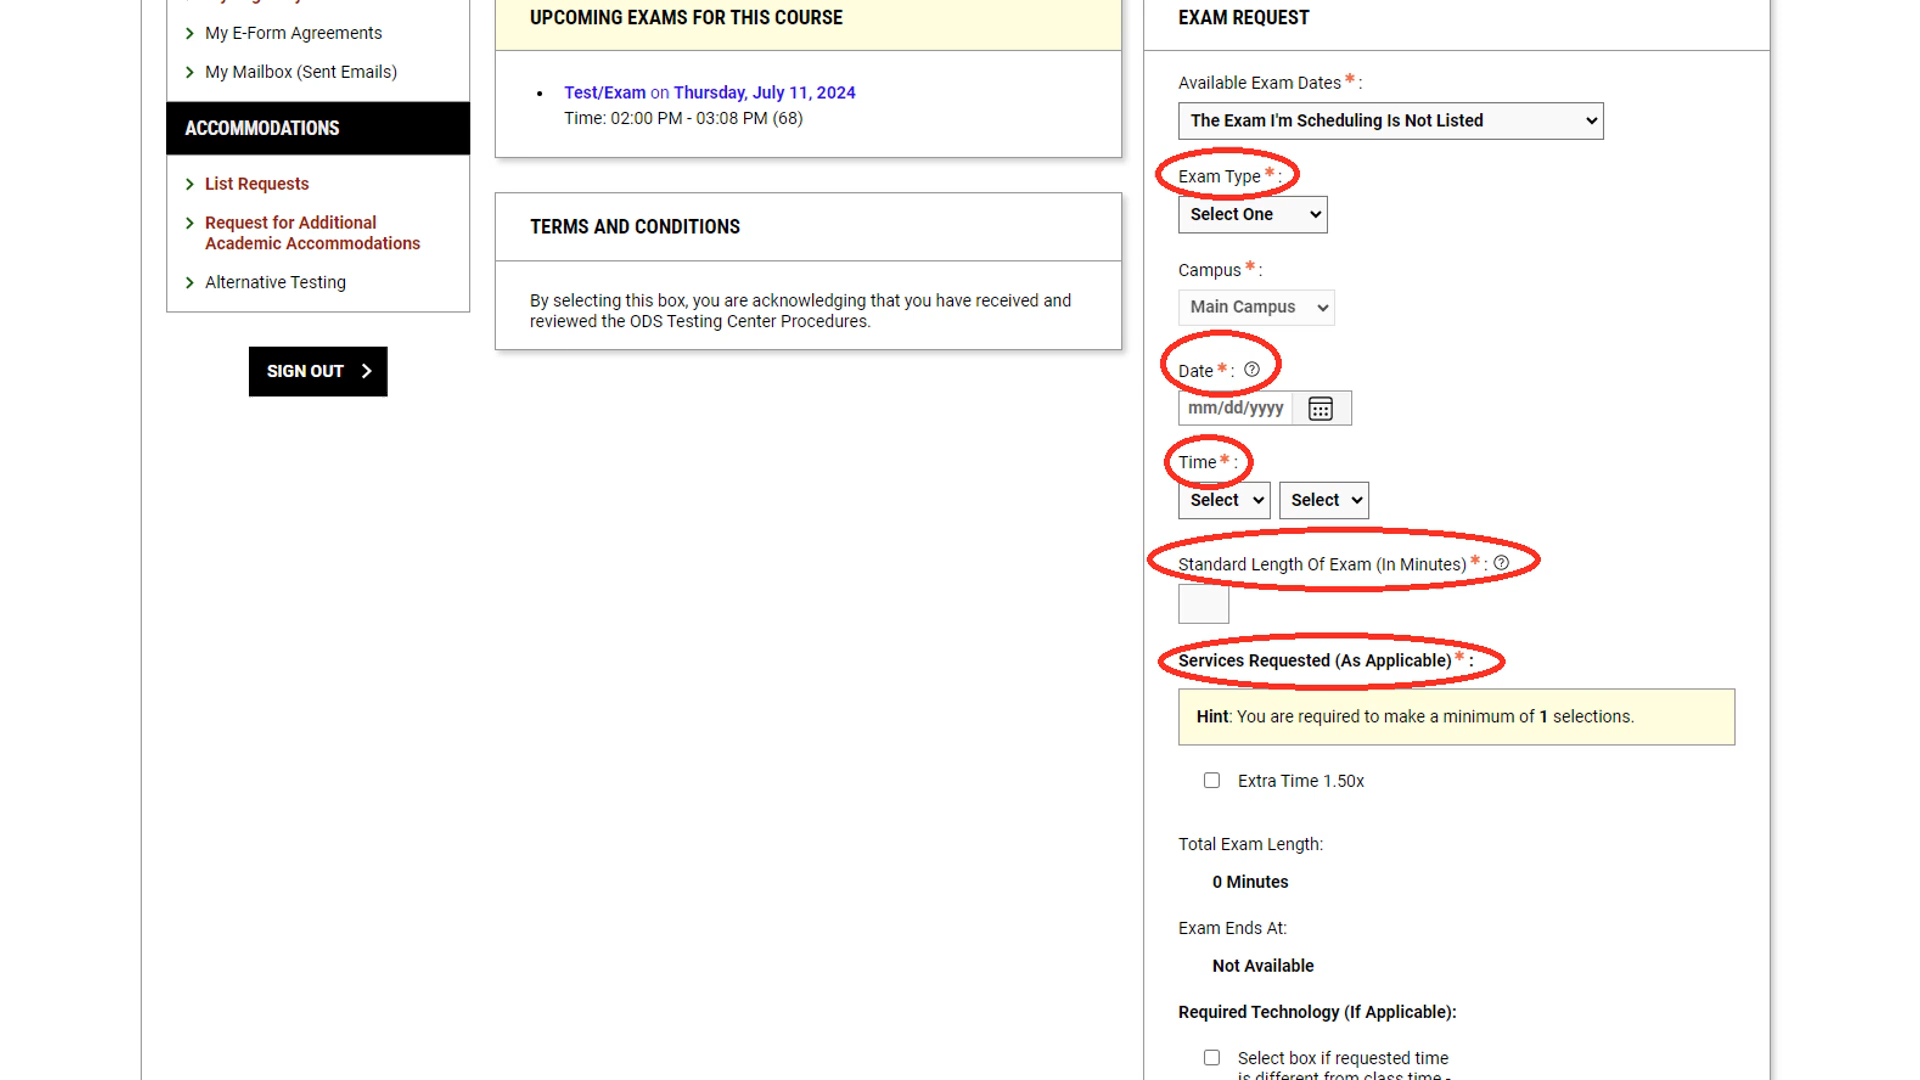 My E-Form Agreements
My Mailbox (Sent Emails)
ACCOMMODATIONS
List Requests
Request for Additional
Academic Accommodations
Alternative Testing
SIGN OUT
UPCOMING EXAMS FOR THIS COURSE
Test/Exam on Thursday, July 11, 2024
Time: 02:00 PM - 03:08 PM (68)
TERMS AND CONDITIONS
By selecting this box, you are acknowledging that you have received and
reviewed the ODS Testing Center Procedures.
EXAM REQUEST
Available Exam Dates * :
The Exam I'm Scheduling Is Not Listed
Exam Type * :
Select One
Campus * :
Main Campus
Date * : ?
mm/dd/yyyy
Time * :
Select Select
Standard Length Of Exam (In Minutes) * : ?
Services Requested (As Applicable) * :
Hint: You are required to make a minimum of 1 selections.
Extra Time 1.50x
Total Exam Length:
0 Minutes
Exam Ends At:
Not Available
Required Technology (If Applicable):
Select box if requested time
is different from class time -